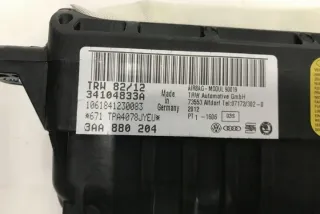 TRW 82/12
34104833A
1061841230083
*671 TPA4078JYEU*
3AA 880 204
Made in
Germany
AIRBAG-MODUL 60019
TRW Automotive GmbH
73553 Alfdorf
2012